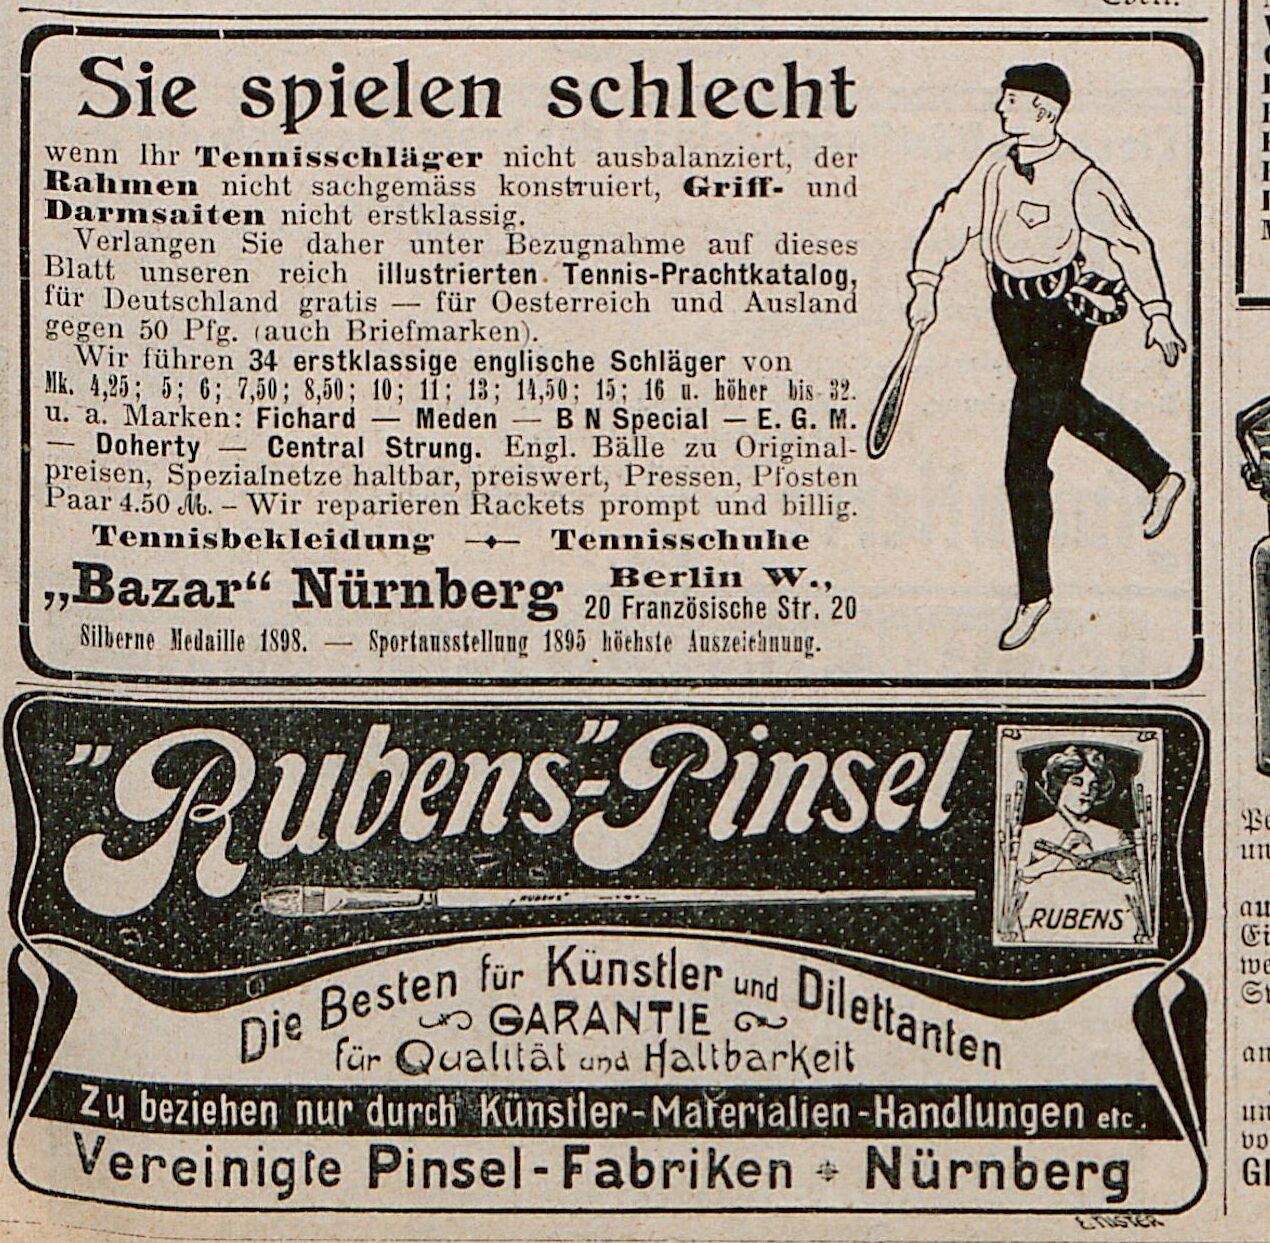 Sie spielen schlecht
wenn Ihr Tennisschläger nicht ausbalanziert, der
Rahmen nicht sachgemäss konstruiert, Griff- und
Darmsaiten nicht erstklassig.
Verlangen Sie daher unter Bezugnahme auf dieses
Blatt unseren reich illustrierten Tennis-Prachtkatalog,
für Deutschland gratis — für Oesterreich und Ausland
gegen 50 Pfg. (auch Briefmarken).
Wir führen 34 erstklassige englische Schläger von
Mk. 4,25; 5; 6; 7,50; 8,50; 10; 11; 13; 14,50; 15; 16 u. höher bis 32.
u. a. Marken: Fichard — Meden — B N Special — E. G. M.
— Doherty — Central Strung. Engl. Bälle zu Original-
preisen, Spezialnetze haltbar, preiswert, Pressen, Pfosten
Paar 4.50 M. – Wir reparieren Rackets prompt und billig.
Tennisbekleidung — Tennisschuhe
„Bazar“ Nürnberg Berlin W.,
20 Französische Str. 20
Silberne Medaille 1898. — Sportausstellung 1895 höchste Auszeichnung.
"Rubens"-Pinsel
"RUBENS"
RUBENS
Die Besten für Künstler und Dilettanten
GARANTIE
für Qualität und Haltbarkeit
Zu beziehen nur durch Künstler-Materialien-Handlungen etc.
Vereinigte Pinsel-Fabriken Nürnberg